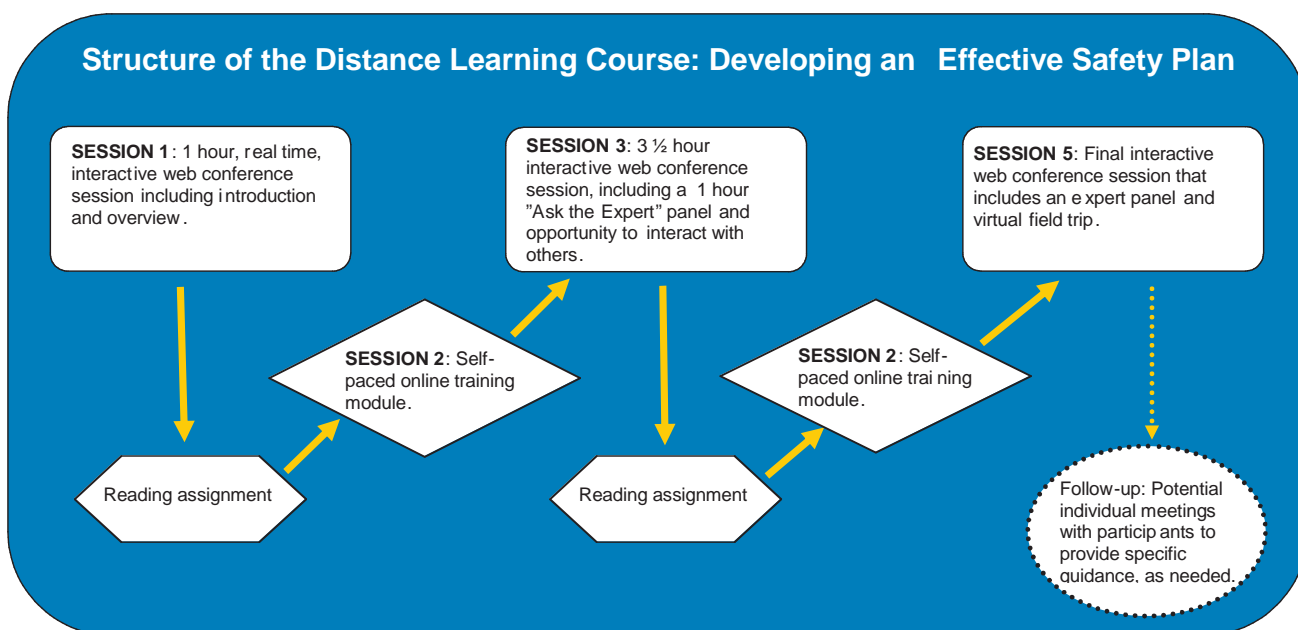 Structure of the Distance Learning Course: Developing an Effective Safety Plan
SESSION 1: 1 hour, real time,
interactive web conference
session including introduction
and overview.
Reading assignment
SESSION 2: Self-
paced online training
module.
SESSION 3: 3 ½ hour
interactive web conference
session, including a 1 hour
"Ask the Expert" panel and
opportunity to interact with
others.
Reading assignment
SESSION 2: Self-
paced online training
module.
SESSION 5: Final interactive
web conference session that
includes an expert panel and
virtual field trip.
Follow-up: Potential
individual meetings
with participants to
provide specific
guidance, as needed.